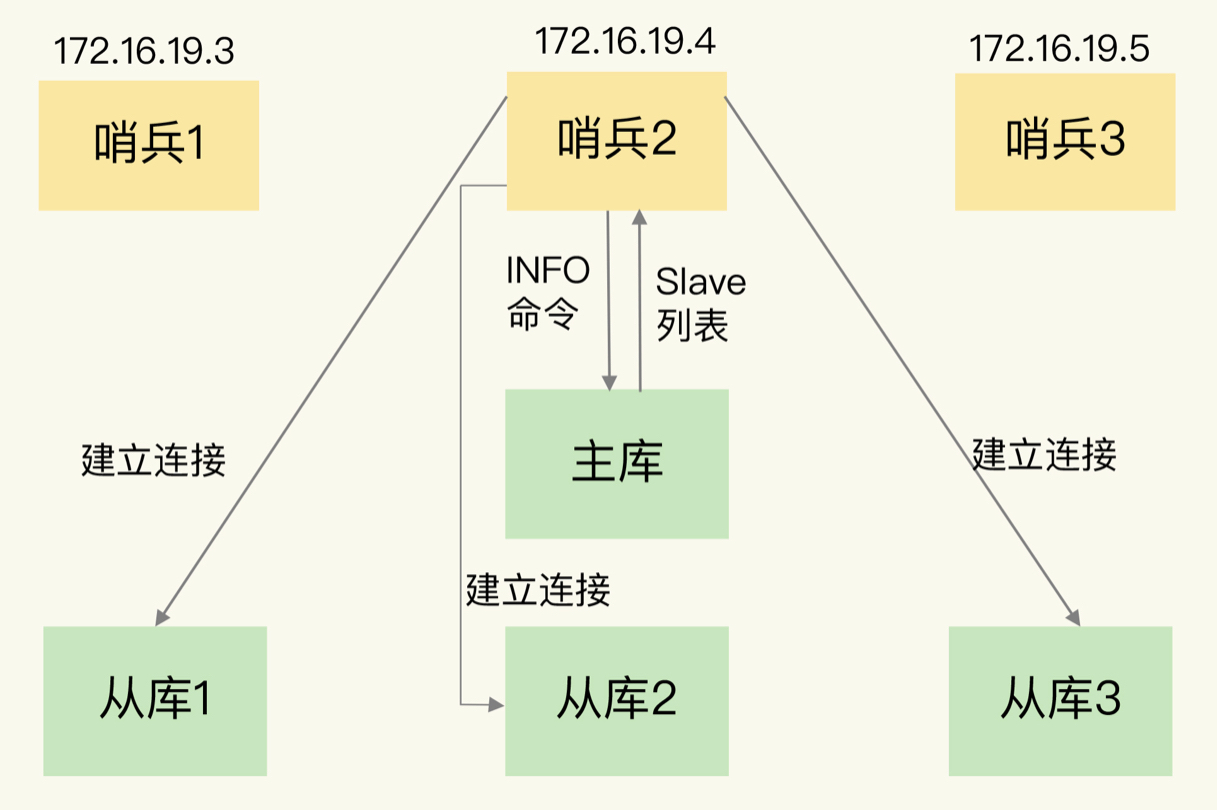 172.16.19.3
172.16.19.4
172.16.19.5
哨兵1
哨兵2
哨兵3
INFO
命令
Slave
列表
主库
建立连接
建立连接
建立连接
从库1
从库2
从库3